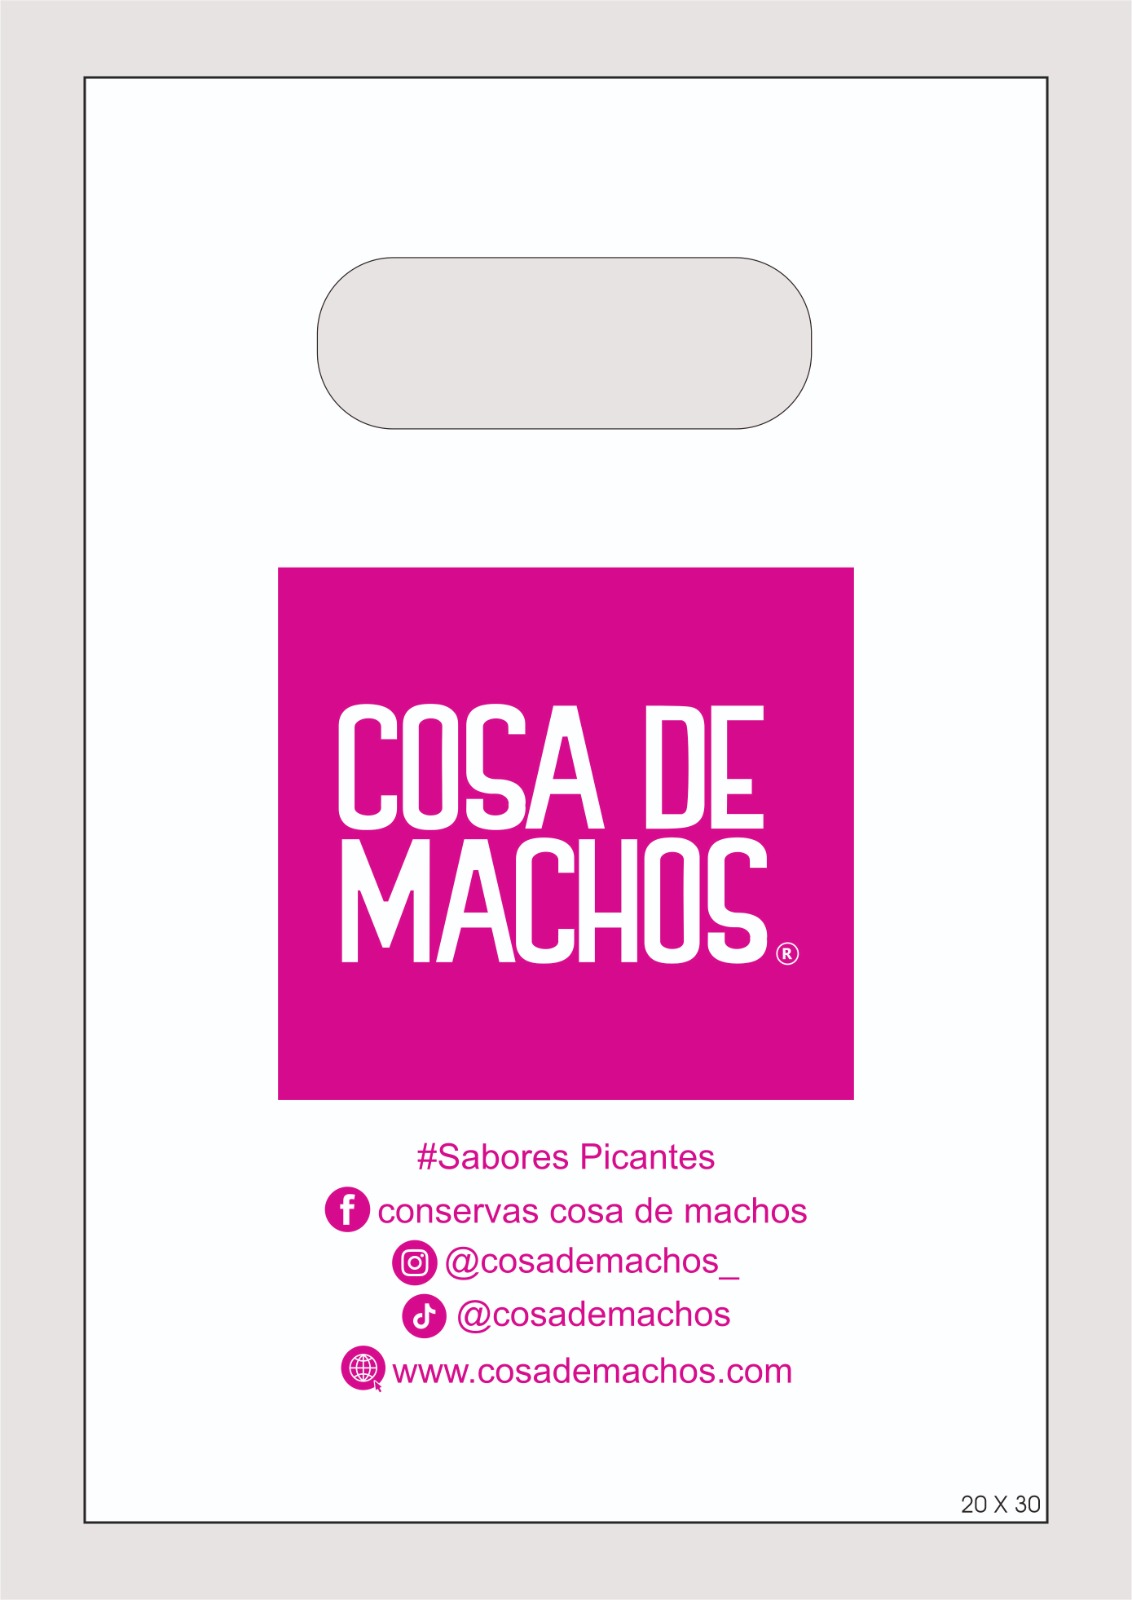 COSA DE
MACHOS®
#Sabores Picantes
conservas cosa de machos
@cosademachos_
@cosademachos
www.cosademachos.com
20 X 30